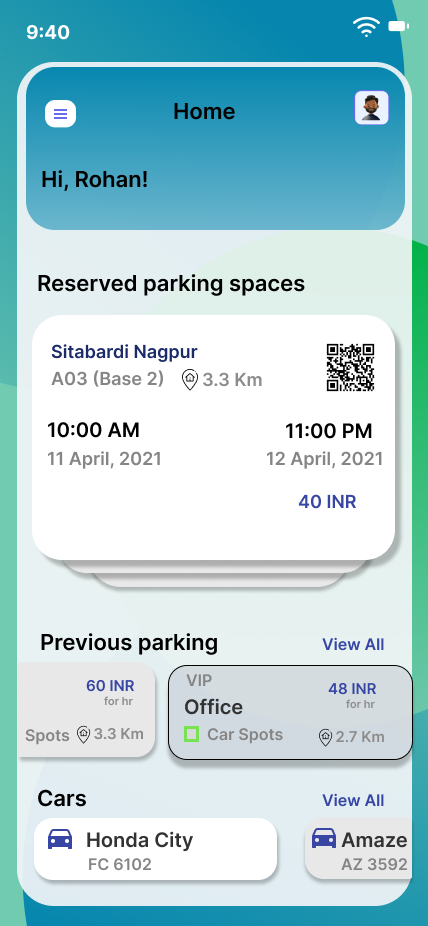 9:40
Home
Hi, Rohan!
Reserved parking spaces
Sitabardi Nagpur
A03 (Base 2) 3.3 Km
10:00 AM 11:00 PM
11 April, 2021 12 April, 2021
40 INR
Previous parking View All
60 INR
for hr
Spots 3.3 Km
VIP
Office 48 INR
for hr
Car Spots 2.7 Km
Cars View All
Honda City
FC 6102
Amaze
AZ 3592